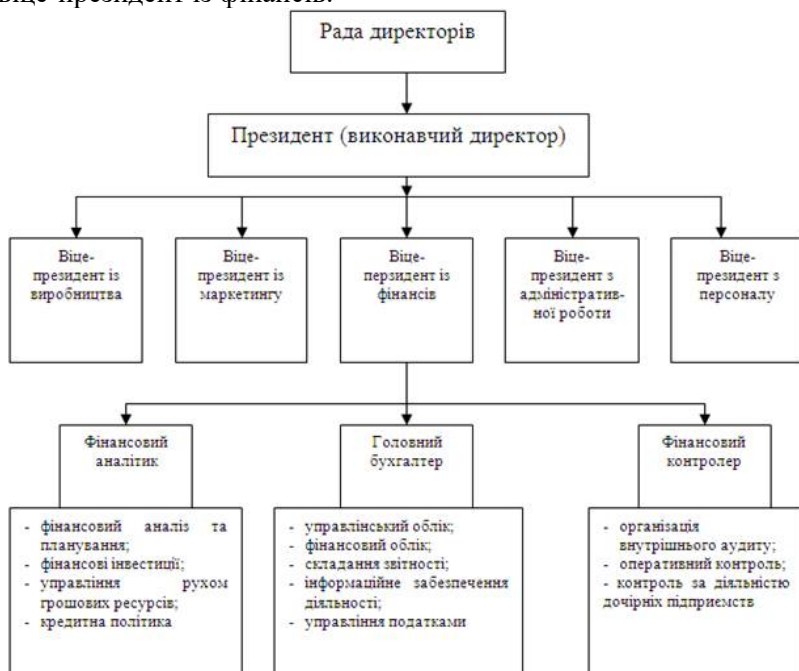 віце-президент із фінансів.
Рада директорів
Президент (виконавчий директор)
Віце-
президент із
виробництва
Віце-
президент із
маркетингу
Віце-
перзидент із
фінансів
Віце-
президент з
адміністратив-
ної роботи
Віце-
президент з
персоналу
Фінансовий
аналітик
Головний
бухгалтер
Фінансовий
контролер
- фінансовий аналіз та
планування;
- фінансові інвестиції;
- управління рухом
грошових ресурсів;
- кредитна політика
- управлінський облік;
- фінансовий облік;
- складання звітності;
- інформаційне забезпечення
діяльності;
- управління податками
- організація
внутрішнього аудиту;
- оперативний контроль;
- контроль за діяльністю
дочірніх підприємств